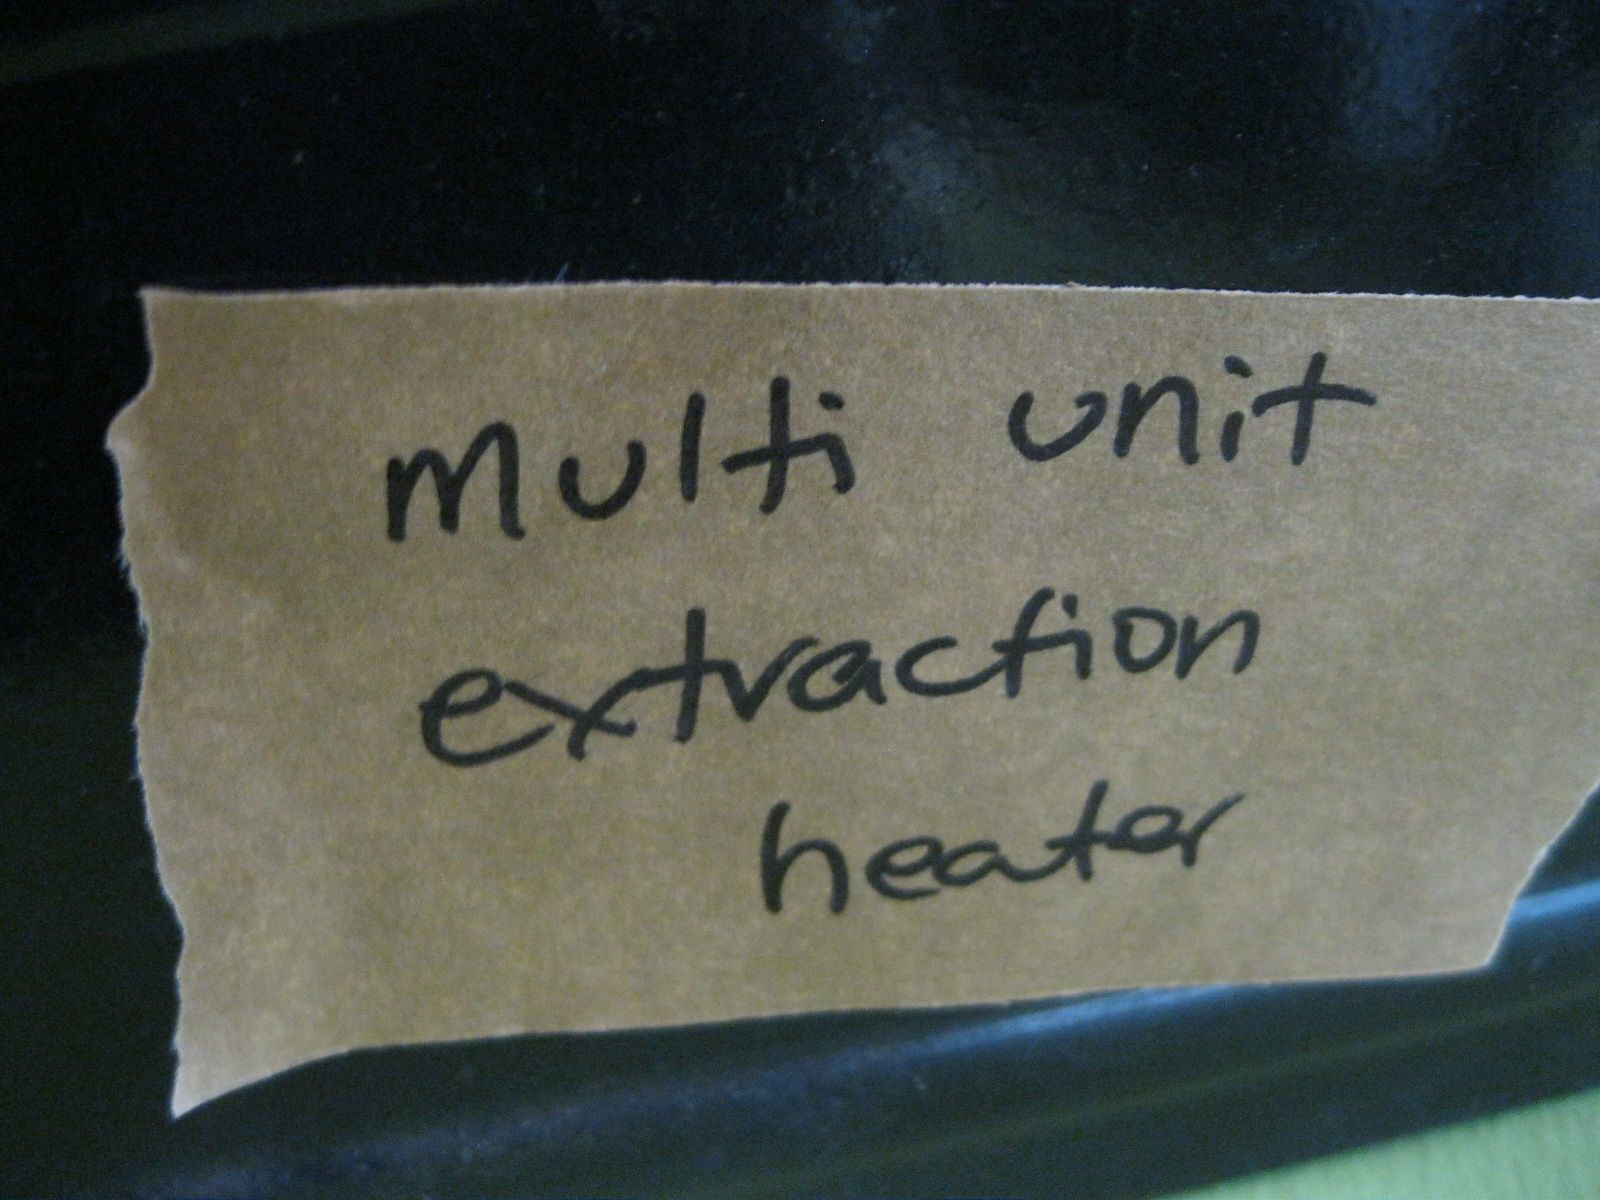 multi unit
extraction
heater